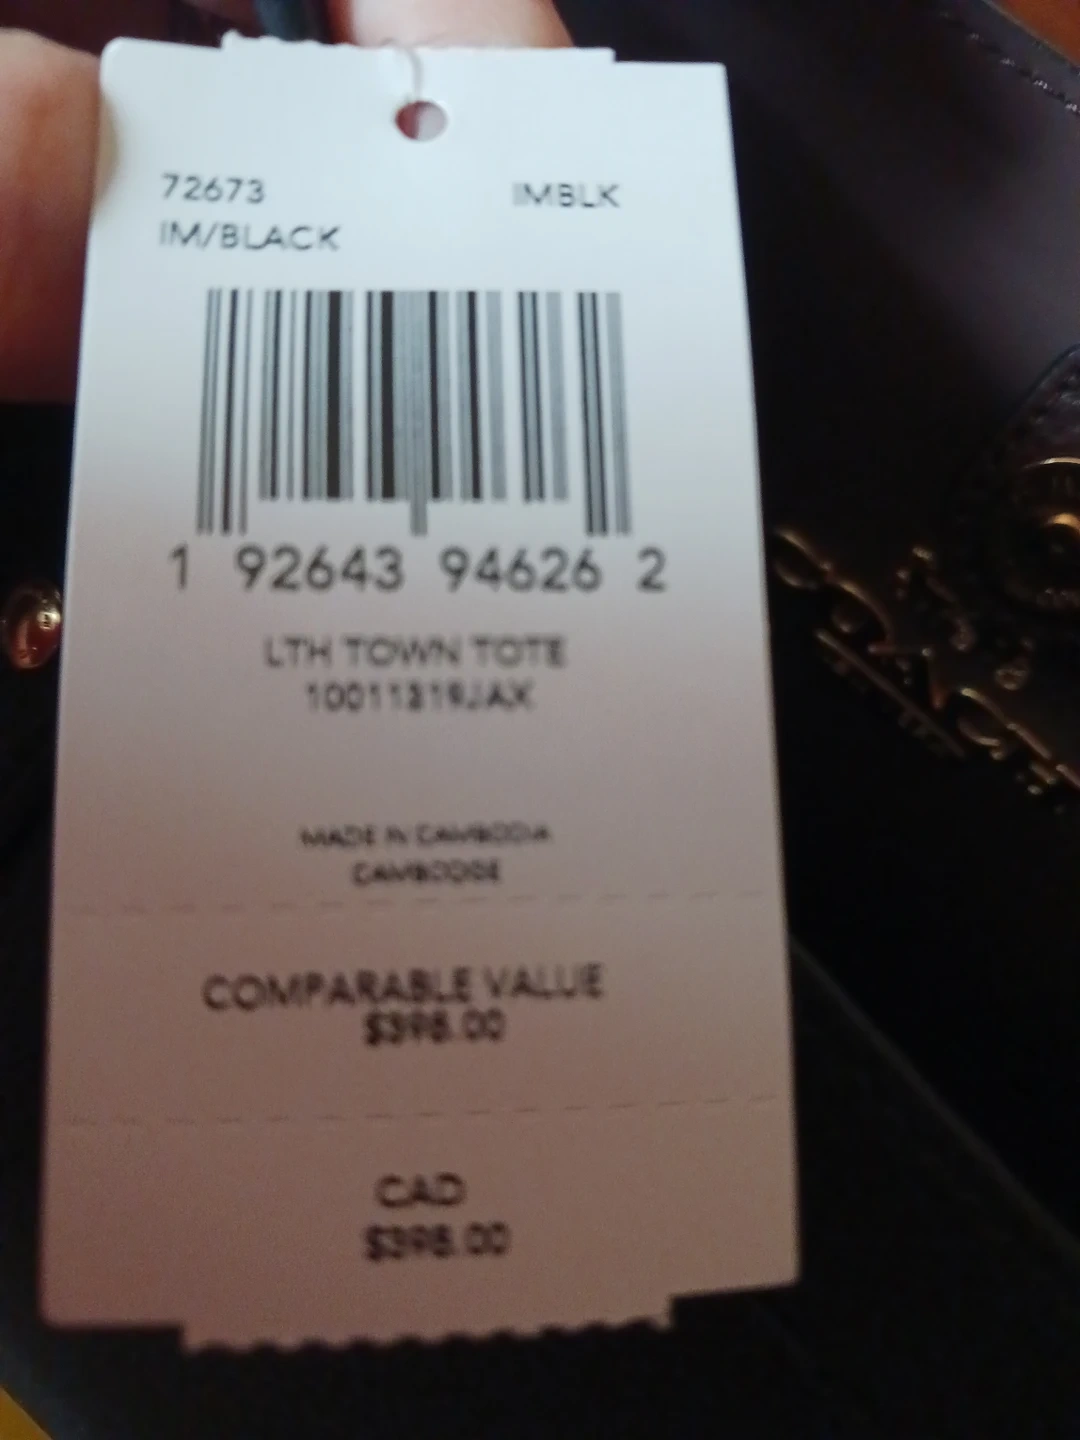 72673 IMBLK
IM/BLACK
1 92643 94626 2
LTH TOWN TOTE
10011319JAX
MADE IN CAMBODIA
CAMBODGE
COMPARABLE VALUE
$398.00
CAD
$398.00